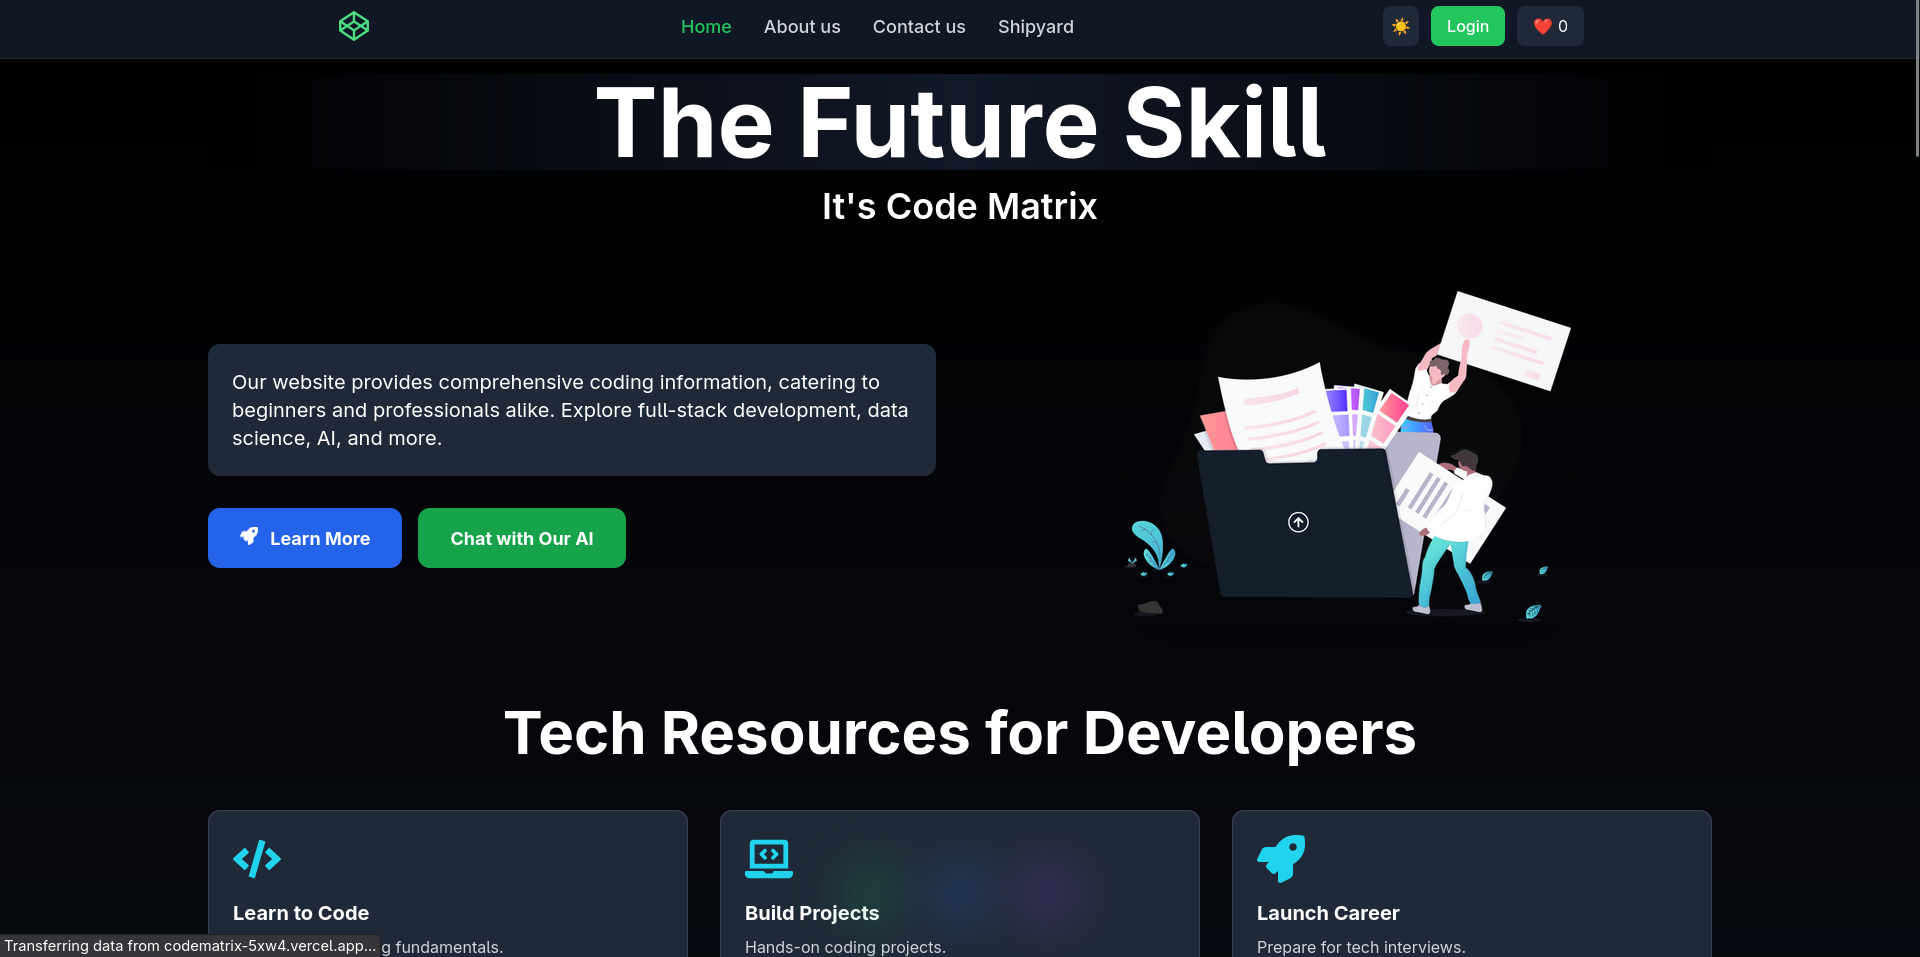 Home About us Contact us Shipyard Login 0
The Future Skill
It's Code Matrix
Our website provides comprehensive coding information, catering to
beginners and professionals alike. Explore full-stack development, data
science, AI, and more.
Learn More Chat with Our AI
Tech Resources for Developers
Learn to Code
g fundamentals.
Build Projects
Hands-on coding projects.
Launch Career
Prepare for tech interviews.
Transferring data from codematrix-5xw4.vercel.app...